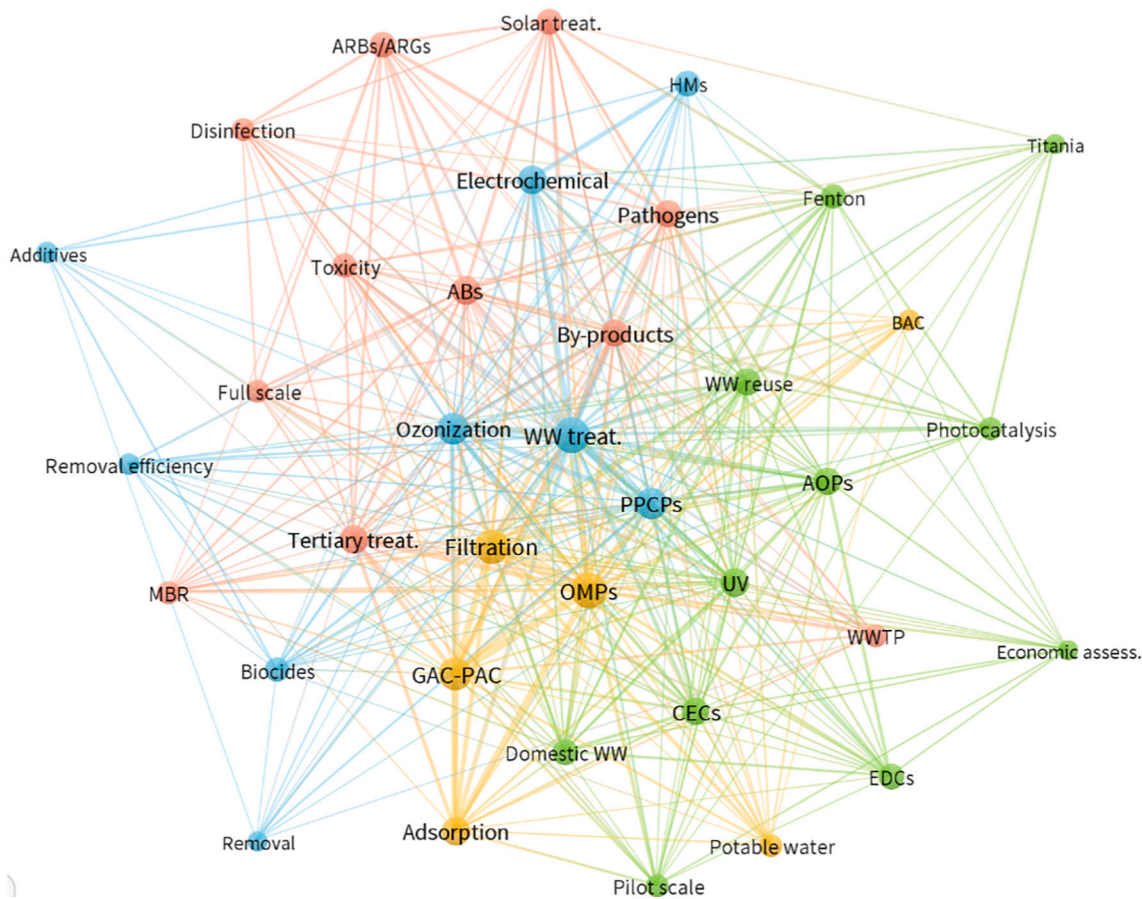 Solar treat.
ARBs/ARGs
HMs
Disinfection
Titania
Electrochemical
Fenton
Pathogens
Additives
Toxicity
ABs
BAC
By-products
WW reuse
Full scale
Ozonization
WW treat.
Photocatalysis
Removal efficiency
AOPs
PPCPs
Tertiary treat.
Filtration
UV
OMPs
MBR
WWTP
Economic assess.
Biocides
GAC-PAC
CECs
Domestic WW
EDCs
Adsorption
Removal
Potable water
Pilot scale